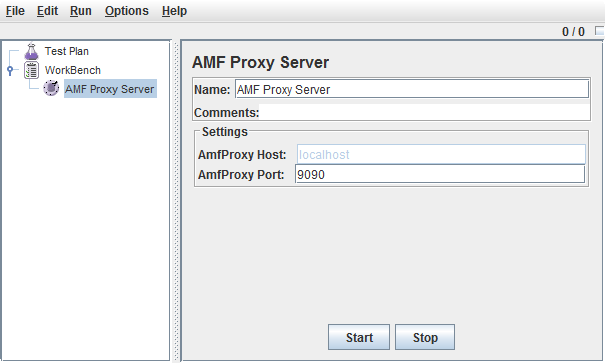 File Edit Run Options Help
0 / 0
Test Plan
WorkBench
AMF Proxy Server
AMF Proxy Server
Name: AMF Proxy Server
Comments:
Settings
AmfProxy Host: localhost
AmfProxy Port: 9090
Start Stop